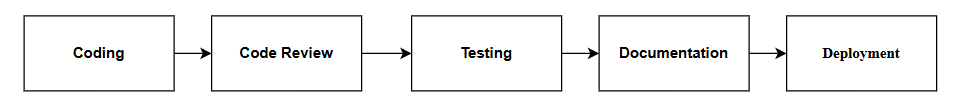 Coding
Code Review
Testing
Documentation
Deployment